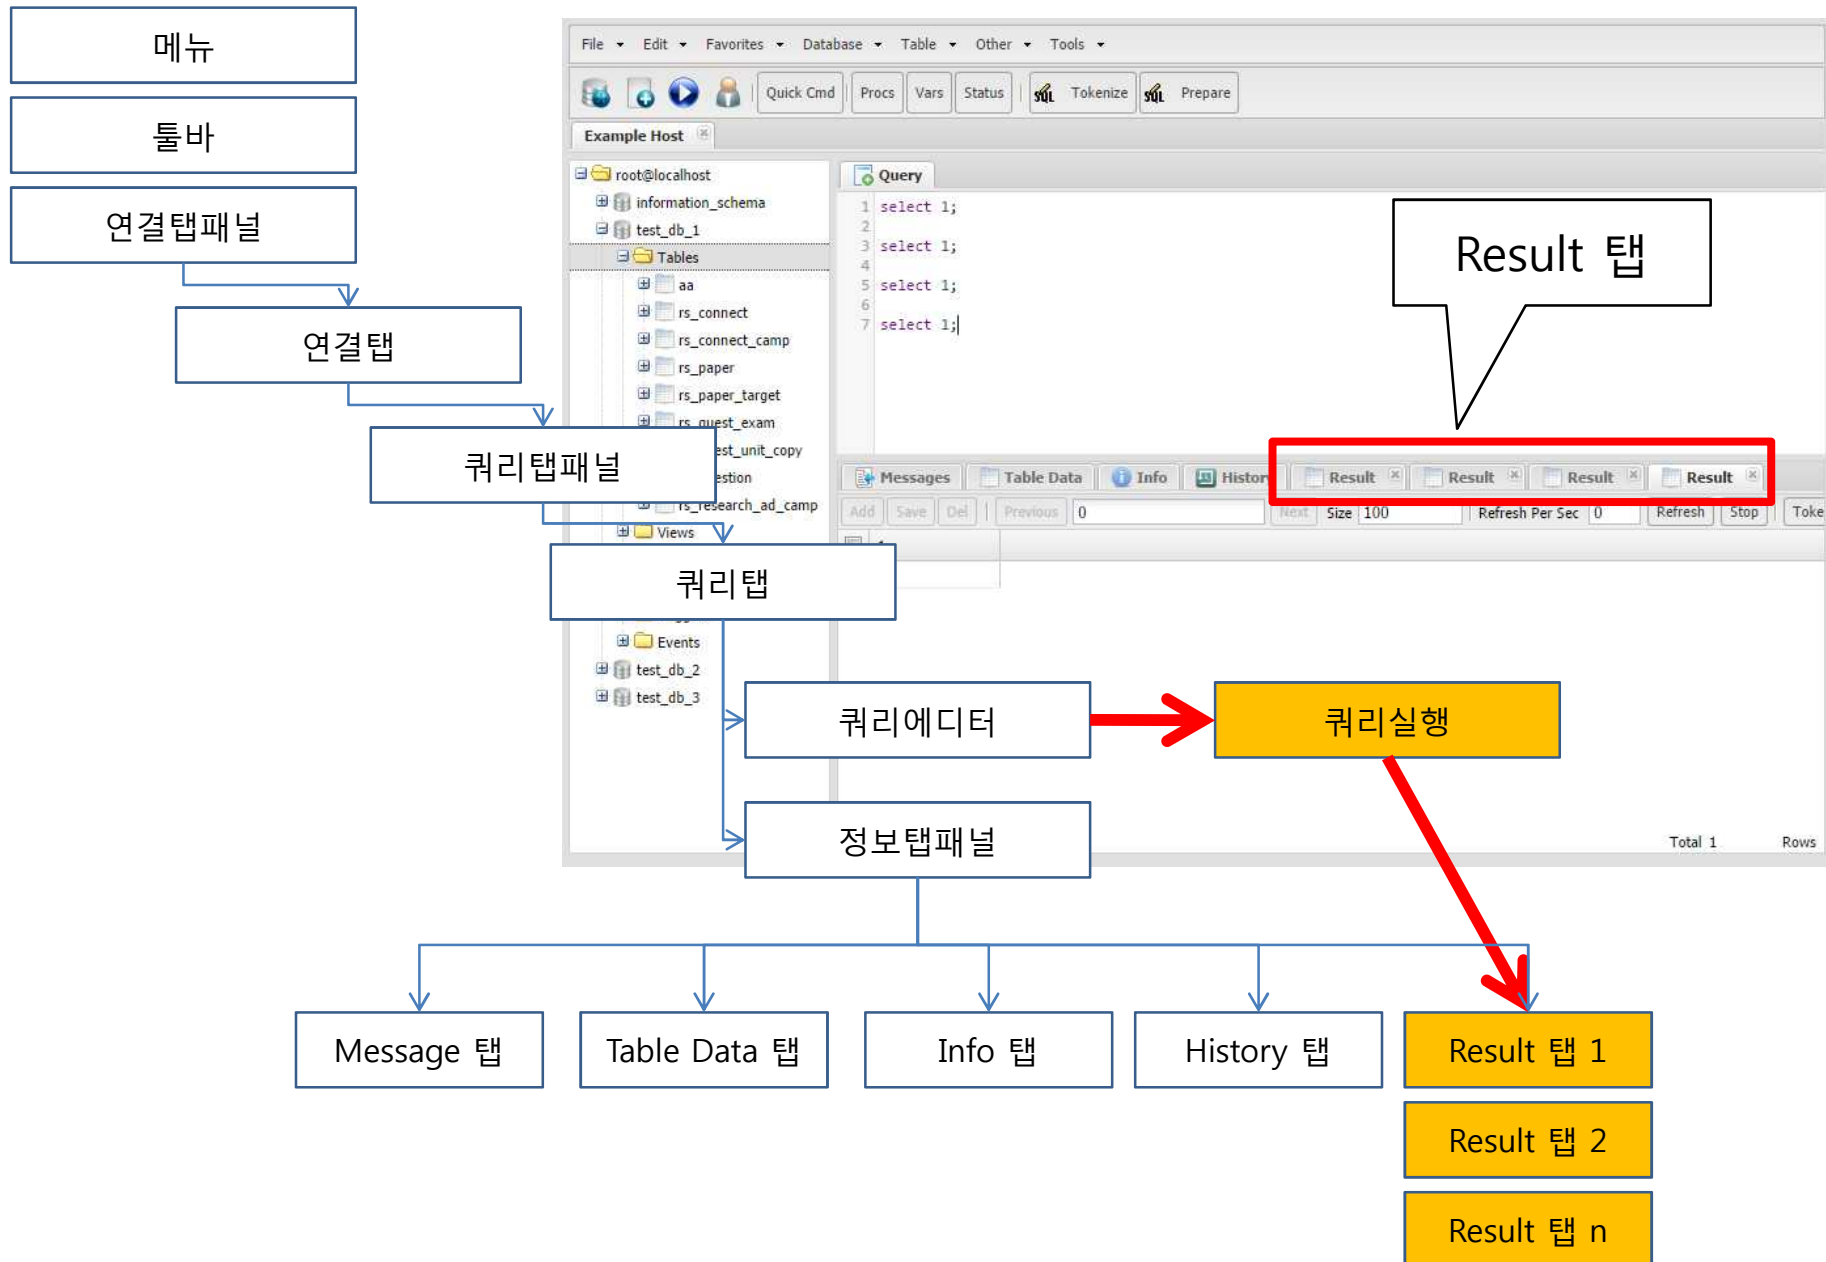 메뉴
툴바
연결탭패널
연결탭
쿼리탭패널
쿼리탭
File Edit Favorites Database Table Other Tools
Quick Cmd Procs Vars Status SQL Tokenize SQL Prepare
Example Host
root@localhost
information_schema
test_db_1
Tables
aa
rs_connect
rs_connect_camp
rs_paper
rs_paper_target
rs_quest_exam
est_unit_copy
estion
rs_research_ad_camp
Views
Events
test_db_2
test_db_3
Query
1 select 1;
2
3 select 1;
4
5 select 1;
6
7 select 1;
Result 탭
Messages Table Data Info History Result Result Result Result
Add Save Del Previous 0 Next Size 100 Refresh Per Sec 0 Refresh Stop Toke
쿼리에디터
쿼리실행
정보탭패널
Total 1 Rows
Message 탭
Table Data 탭
Info 탭
History 탭
Result 탭 1
Result 탭 2
Result 탭 n